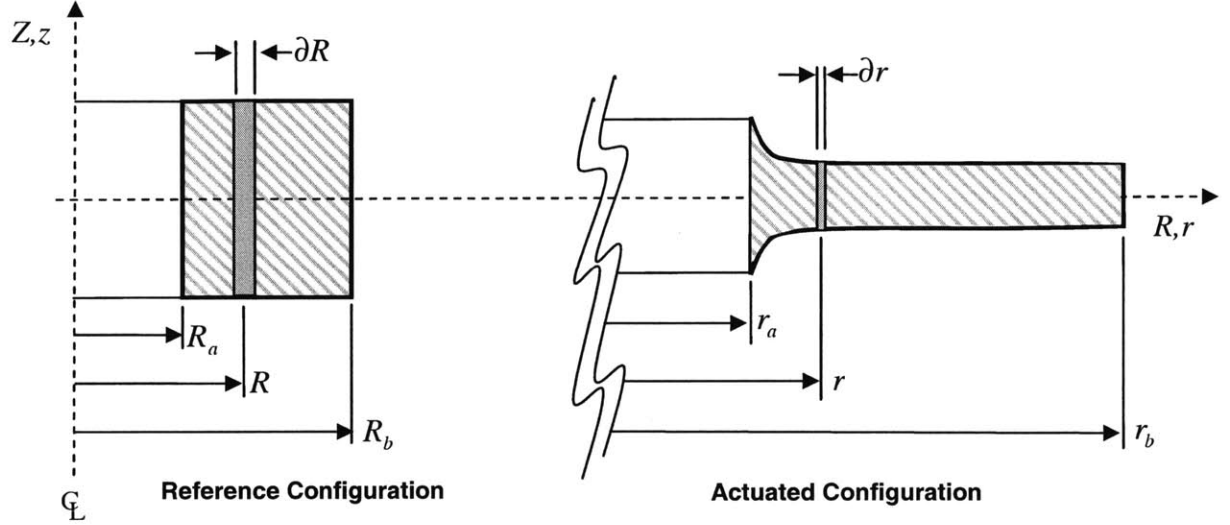 Z,z
∂R
∂r
R,r
R_a
r_a
R
r
R_b
r_b
℄
Reference Configuration
Actuated Configuration